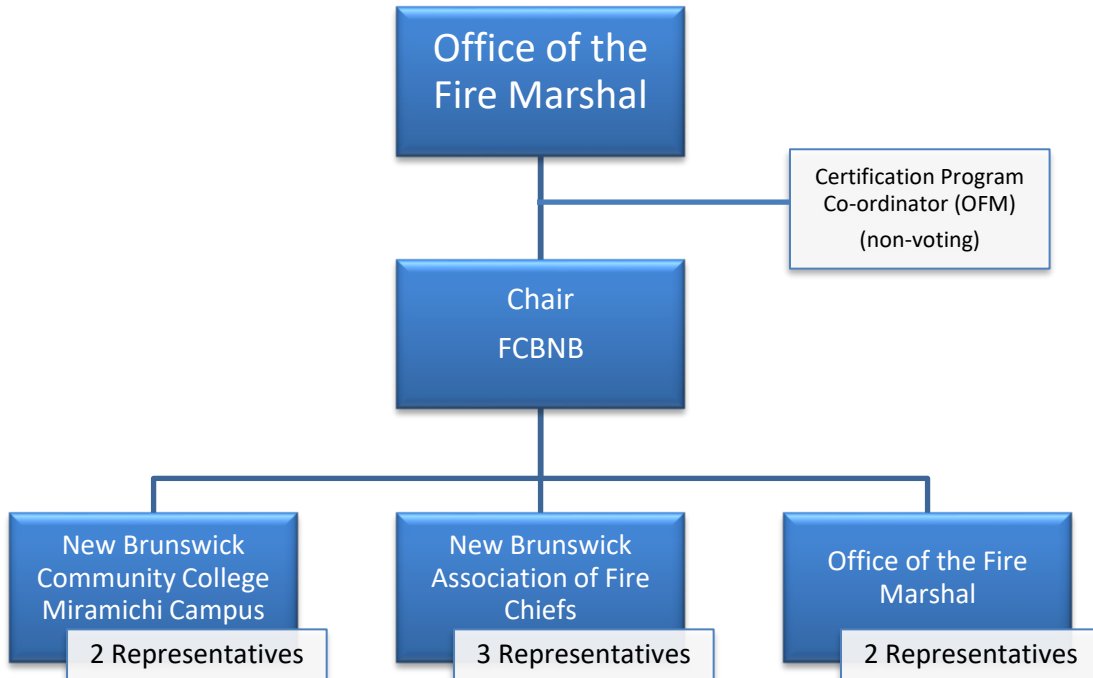 Office of the
Fire Marshal
Certification Program
Co-ordinator (OFM)
(non-voting)
Chair
FCBNB
New Brunswick
Community College
Miramichi Campus
2 Representatives
New Brunswick
Association of Fire
Chiefs
3 Representatives
Office of the Fire
Marshal
2 Representatives